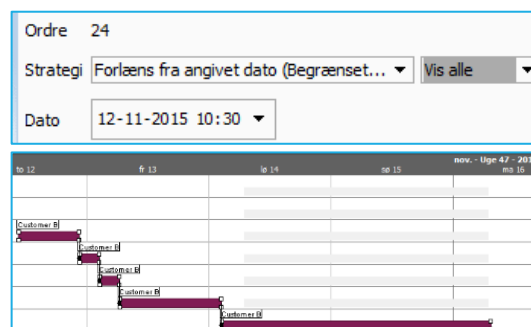 Ordre 24
Strategi Forlæns fra angivet dato (Begrænset... Vis alle
Dato 12-11-2015 10:30
nov. - Uge 47 - 201
to 12 fr 13 lø 14 sø 15 ma 16
Customer B
Customer B
Customer B
Customer B
Customer B